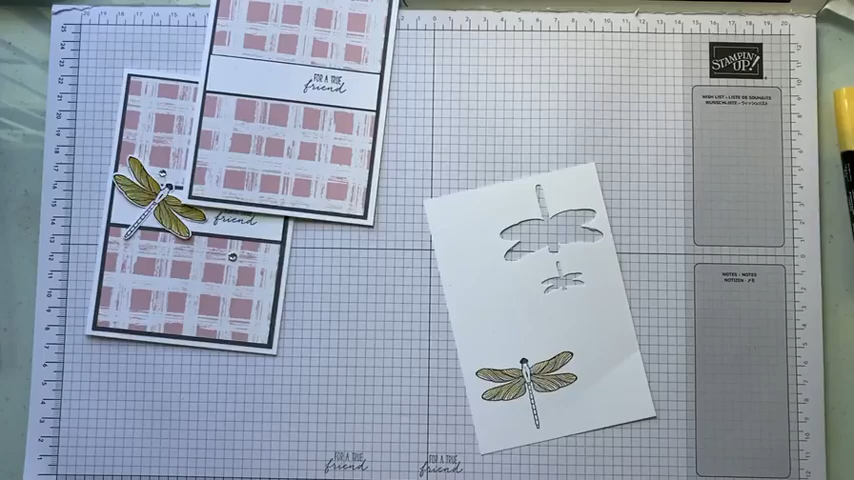 STAMPIN' UP!
WISH LIST - LISTE DE SOUHAITS
FOR A TRUE
friend
friend
NOTES - NOTES
NOTIZEN -
FOR A TRUE
friend
FOR A TRUE
friend